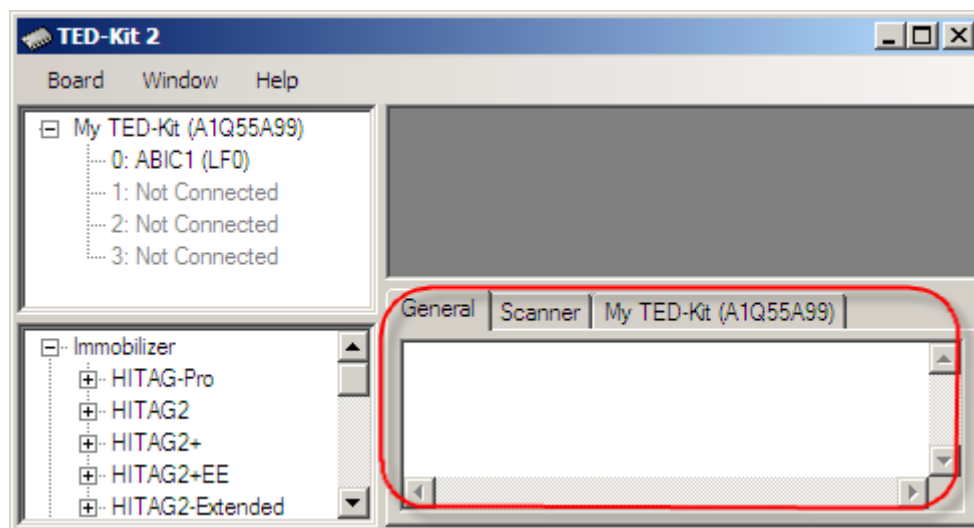 TED-Kit 2
Board Window Help
My TED-Kit (A1Q55A99)
0: ABIC1 (LF0)
1: Not Connected
2: Not Connected
3: Not Connected
General Scanner My TED-Kit (A1Q55A99)
Immobilizer
HITAG-Pro
HITAG2
HITAG2+
HITAG2+EE
HITAG2-Extended